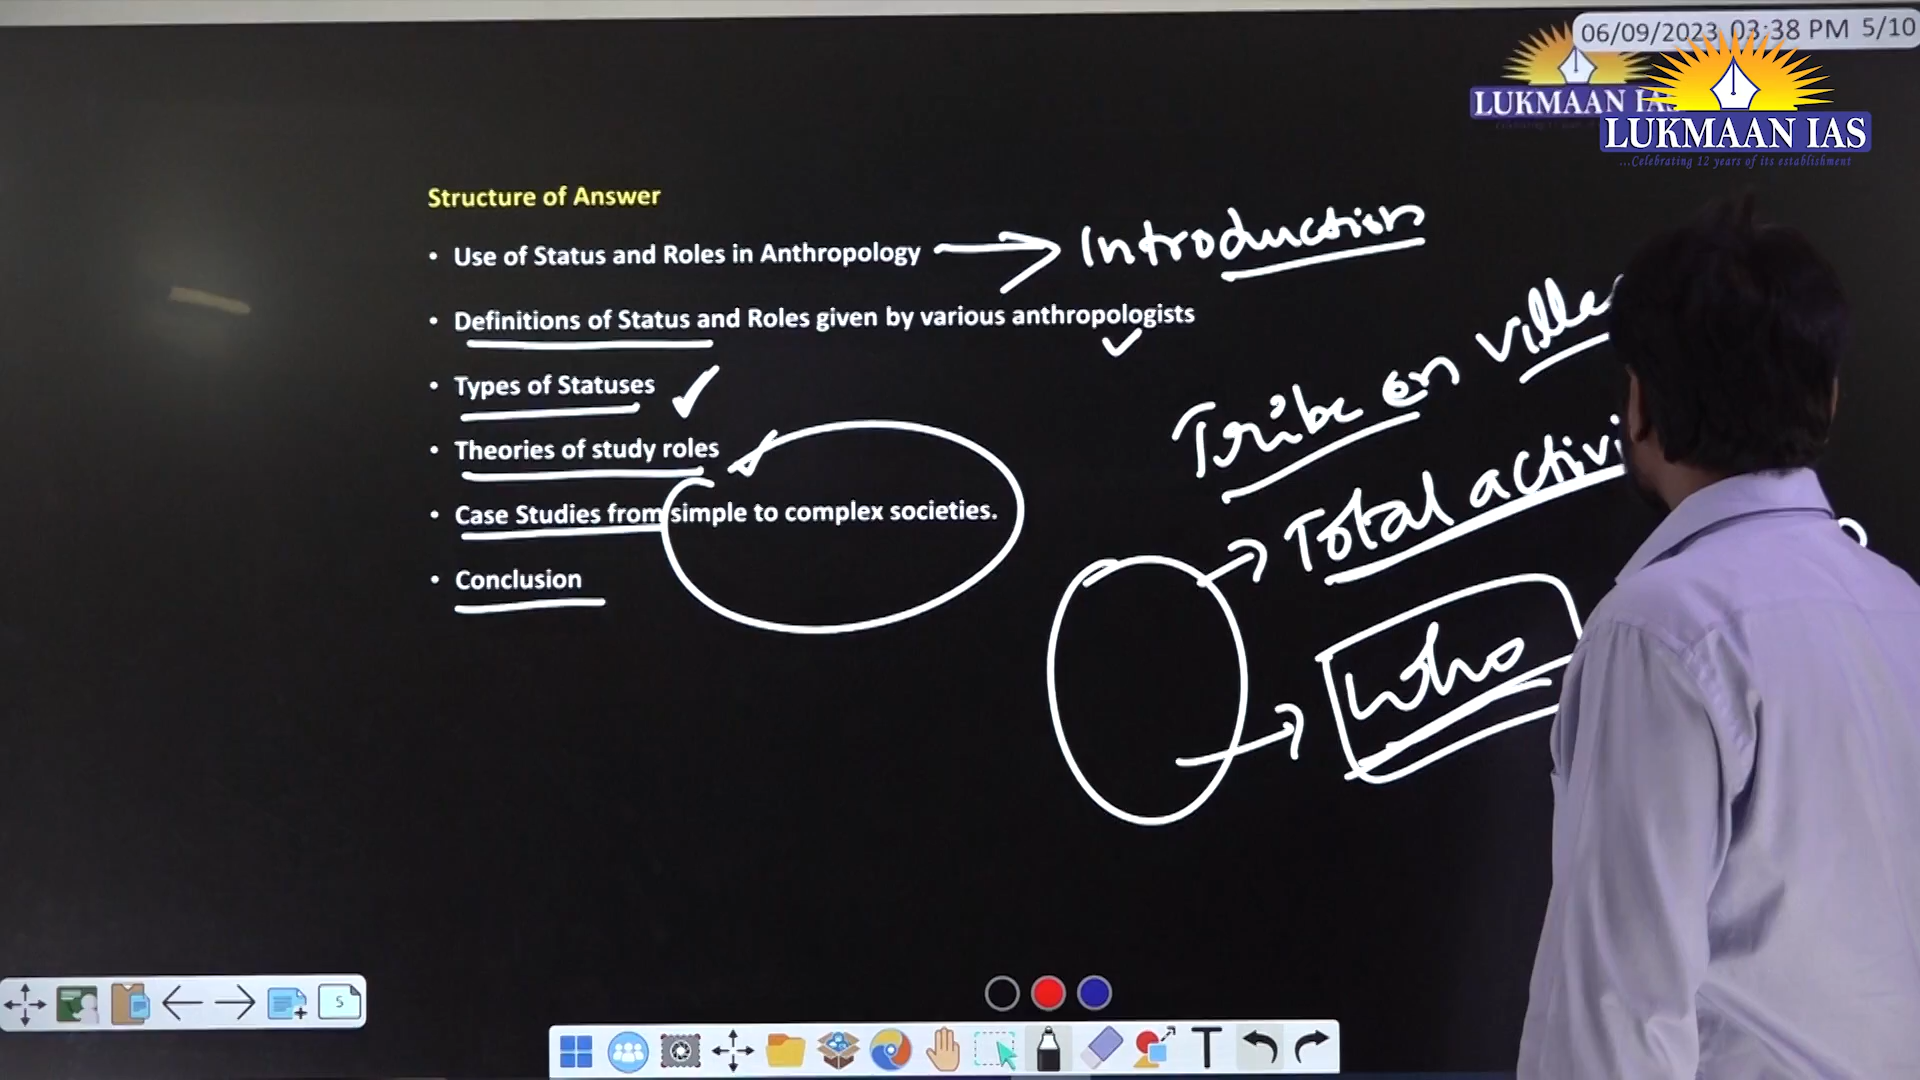 06/09/2023 03:38 PM 5/10
LUKMAAN IAS
LUKMAAN IAS
...Celebrating 12 years of its establishment
Structure of Answer
• Use of Status and Roles in Anthropology
Introduction
• Definitions of Status and Roles given by various anthropologists
• Types of Statuses
• Theories of study roles
• Case Studies from simple to complex societies.
• Conclusion
Tribe on
Total
Who
5
T